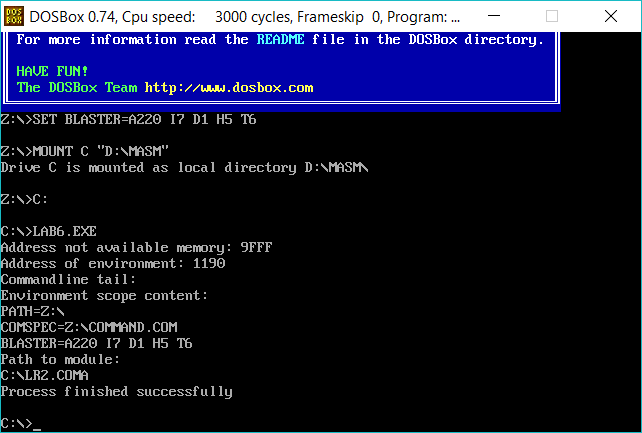 DOSBox 0.74, Cpu speed:    3000 cycles, Frameskip  0, Program: ...
For more information read the README file in the DOSBox directory.
HAVE FUN!
The DOSBox Team http://www.dosbox.com
Z:\>SET BLASTER=A220 I7 D1 H5 T6
Z:\>MOUNT C "D:\MASM"
Drive C is mounted as local directory D:\MASM\
Z:\>C:
C:\>LAB6.EXE
Address not available memory: 9FFF
Address of environment: 1190
Commandline tail:
Environment scope content:
PATH=Z:\
COMSPEC=Z:\COMMAND.COM
BLASTER=A220 I7 D1 H5 T6
Path to module:
C:\LR2.COMA
Process finished successfully
C:\>_